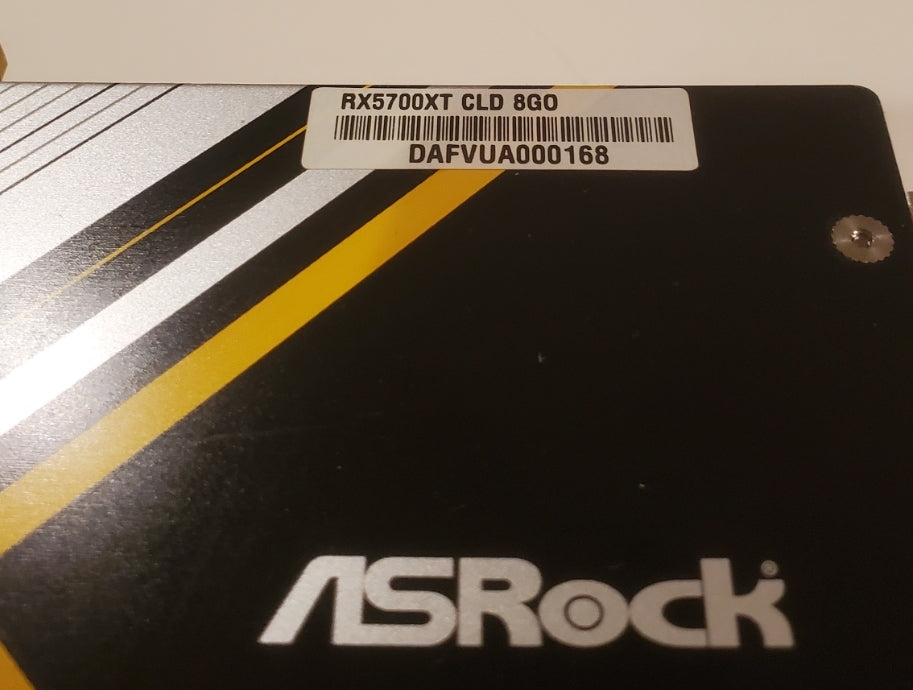 RX5700XT CLD 8GO
DAFVUA000168
ASRock®